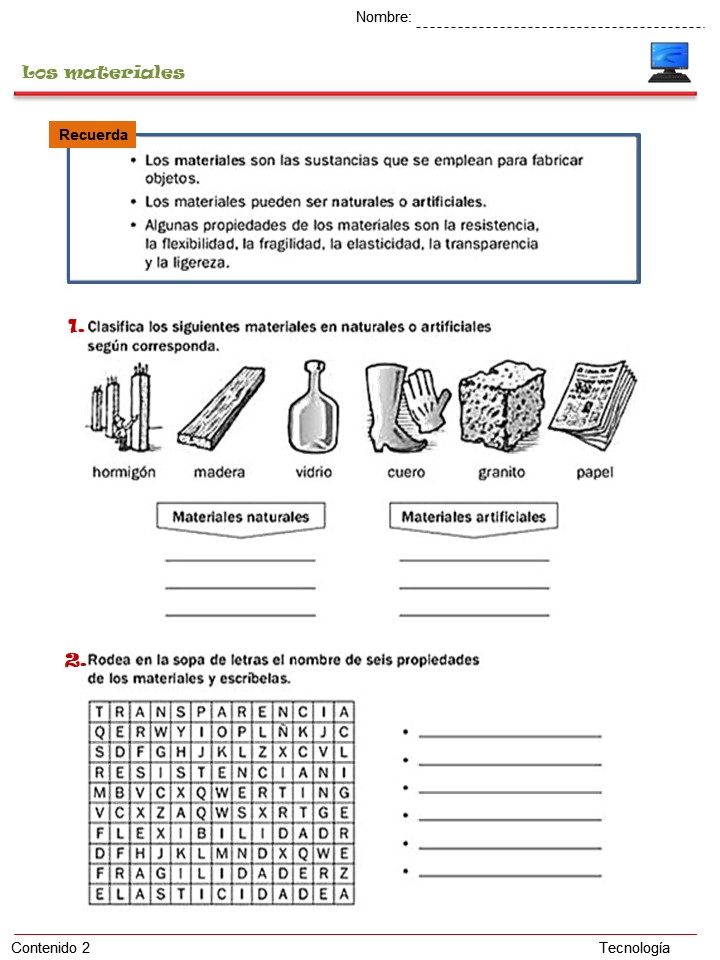 Nombre:
Los materiales
Recuerda
• Los materiales son las sustancias que se emplean para fabricar
objetos.
• Los materiales pueden ser naturales o artificiales.
• Algunas propiedades de los materiales son la resistencia,
la flexibilidad, la fragilidad, la elasticidad, la transparencia
y la ligereza.
1. Clasifica los siguientes materiales en naturales o artificiales
según corresponda.
hormigón madera vidrio cuero granito papel
Materiales naturales Materiales artificiales
2. Rodea en la sopa de letras el nombre de seis propiedades
de los materiales y escríbelas.
T R A N S P A R E N C I A
Q E R W Y I O P L Ñ K J C
S D F G H J K L Z X C V L
R E S I S T E N C I A N I
M B V C X Q W E R T I N G
V C X Z A Q W S X R T G E
F L E X I B I L I D A D R
D F H J K L M N D X Q W E
F R A G I L I D A D E R Z
E L A S T I C I D A D E A
Contenido 2 Tecnología